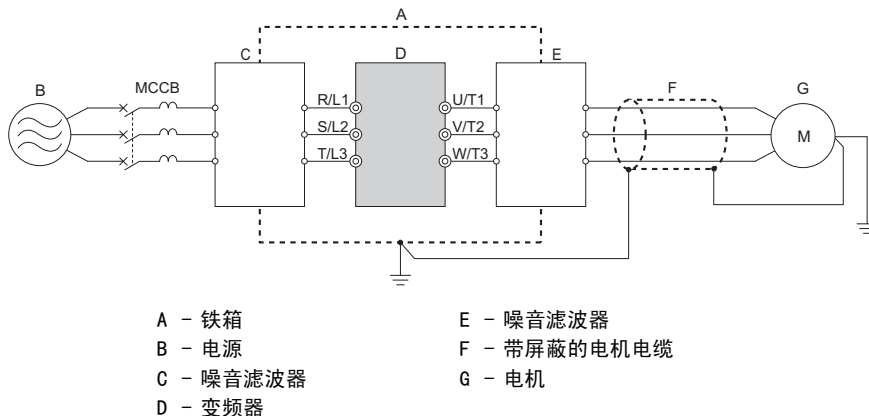 A
C
D
E
B
MCCB
F
G
R/L1
U/T1
S/L2
V/T2
M
T/L3
W/T3
A - 铁箱
B - 电源
C - 噪音滤波器
D - 变频器
E - 噪音滤波器
F - 带屏蔽的电机电缆
G - 电机